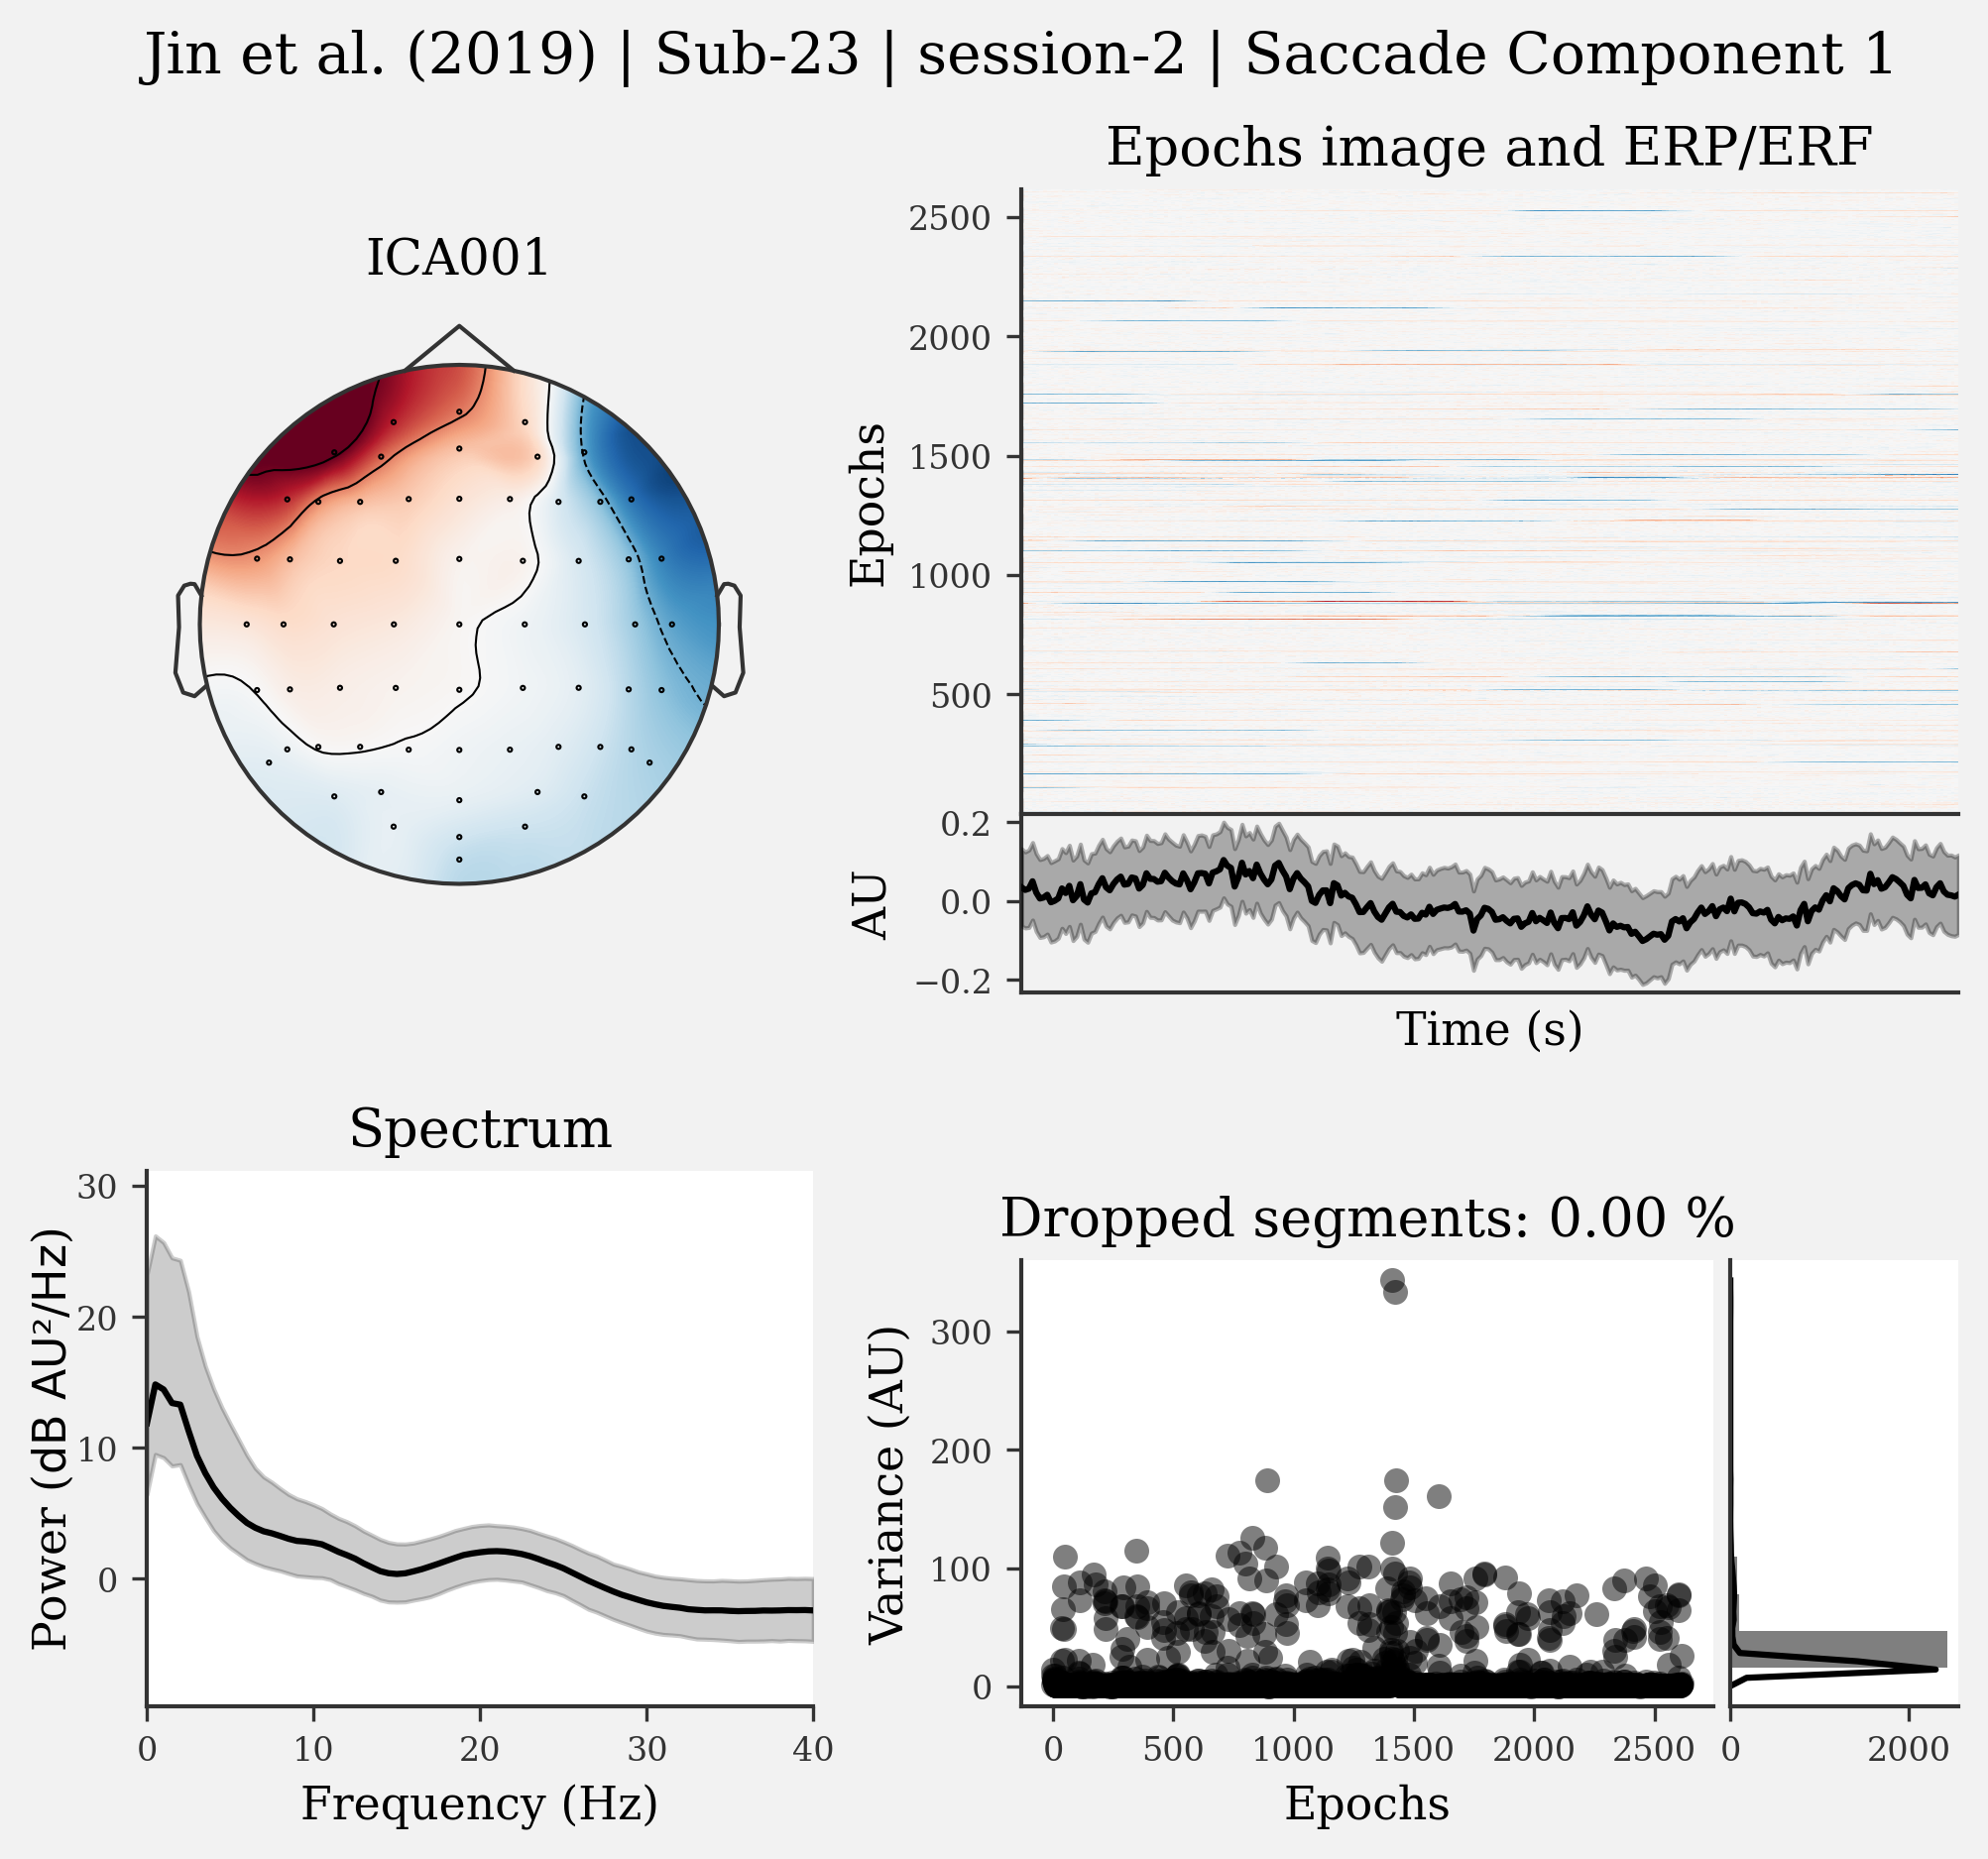 Jin et al. (2019) | Sub-23 | session-2 | Saccade Component 1
ICA001
Epochs image and ERP/ERF
Epochs
2500
2000
1500
1000
500
AU
0.2
0.0
−0.2
Time (s)
Spectrum
Power (dB AU²/Hz)
30
20
10
0
0 10 20 30 40
Frequency (Hz)
Dropped segments: 0.00 %
Variance (AU)
300
200
100
0
0 500 1000 1500 2000 2500
Epochs
0 2000